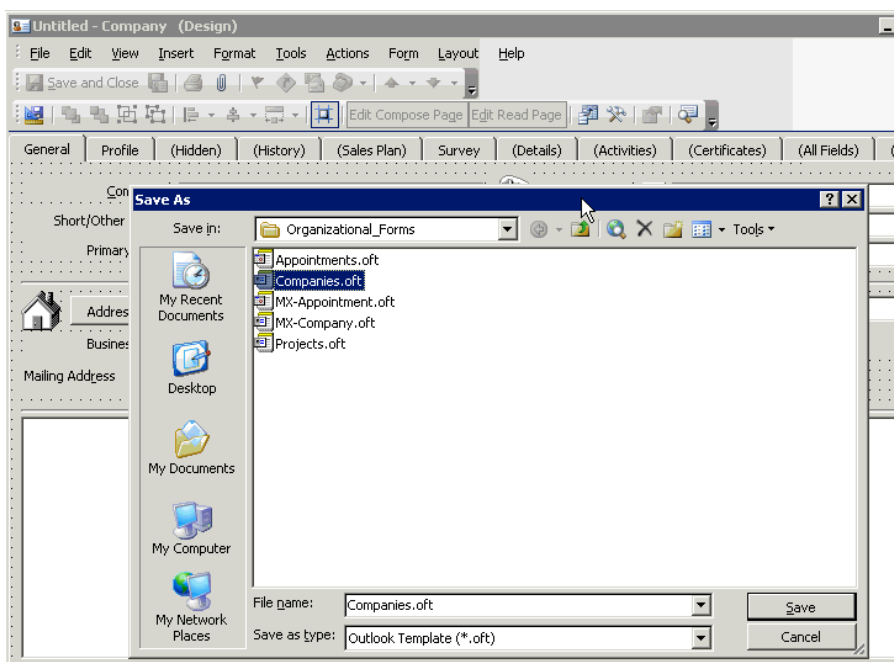 Untitled - Company (Design)
File Edit View Insert Format Tools Actions Form Layout Help
Save and Close
Edit Compose Page Edit Read Page
General Profile (Hidden) (History) (Sales Plan) Survey (Details) (Activities) (Certificates) (All Fields)
Com
Save As
Short/Other
Save in: Organizational_Forms Tools
Primary
Appointments.oft
Companies.oft
MX-Appointment.oft
MX-Company.oft
Projects.oft
My Recent
Documents
Addres
Busines
Mailing Address
Desktop
My Documents
My Computer
My Network
Places
File name: Companies.oft Save
Save as type: Outlook Template (*.oft) Cancel